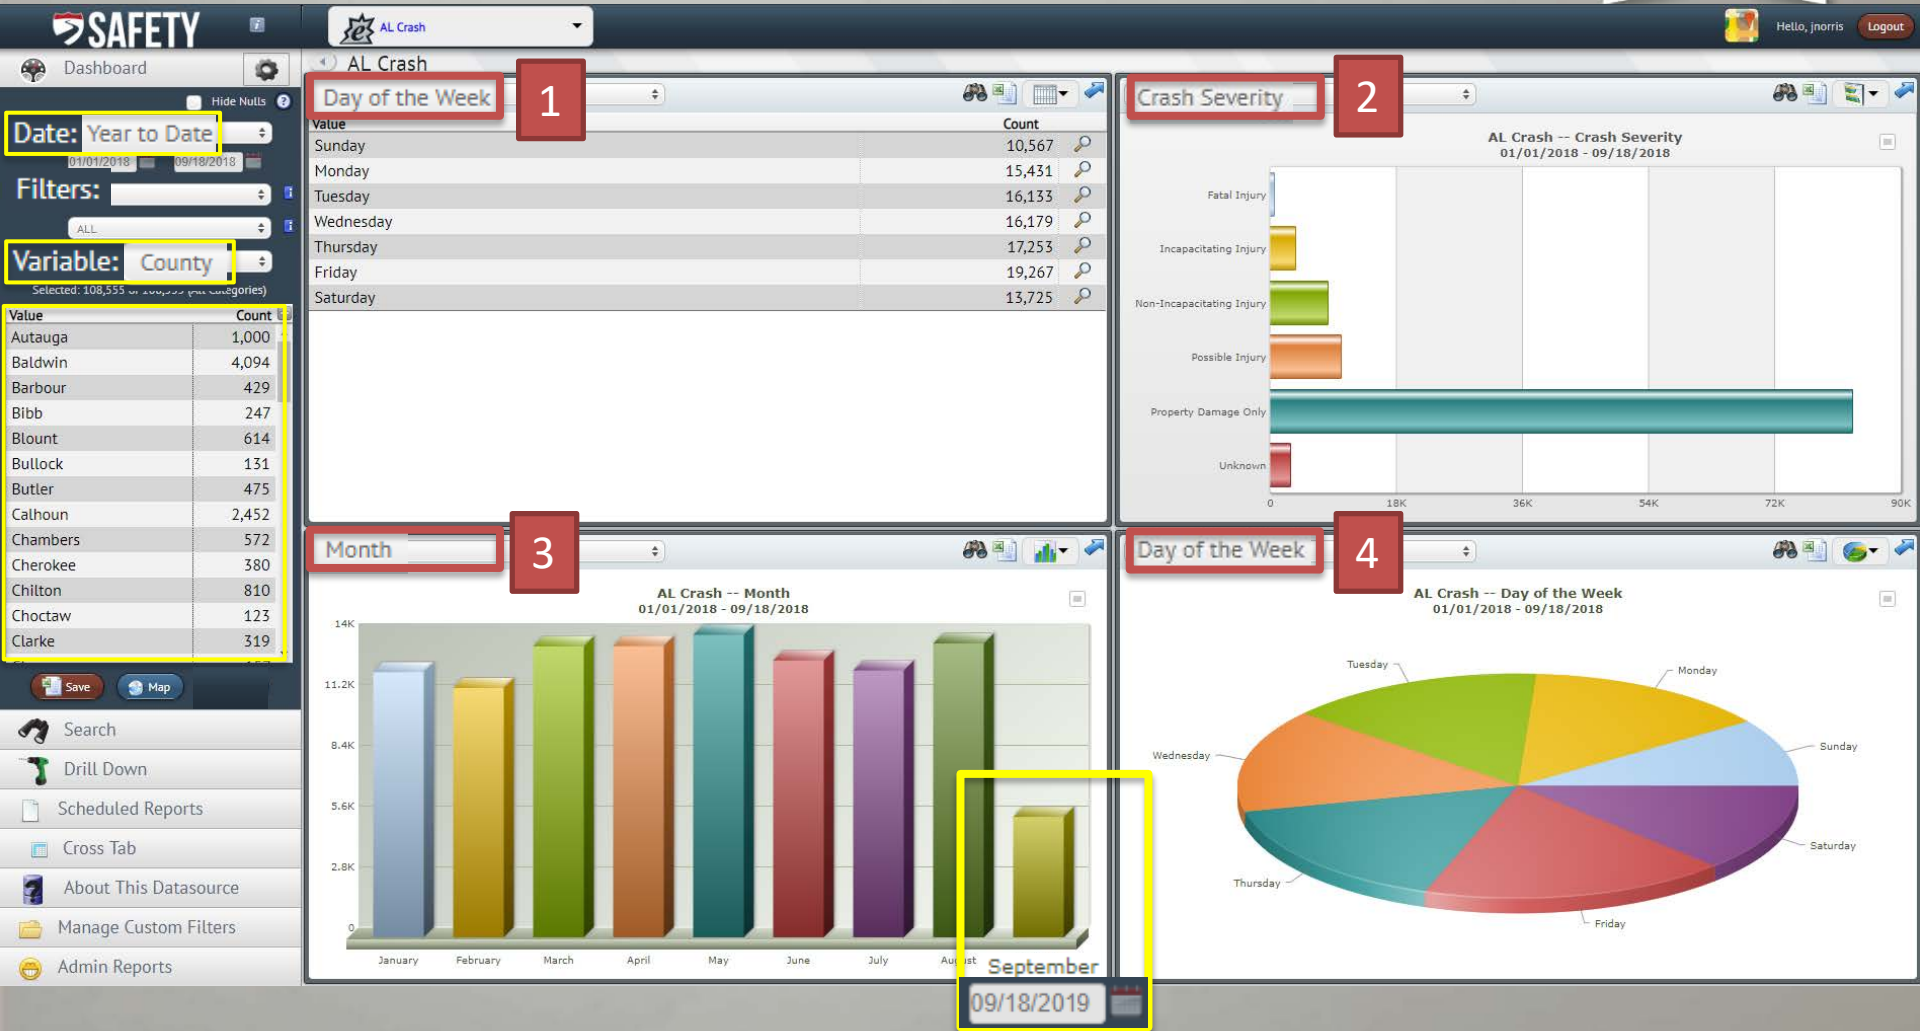 SAFETY
AL Crash
Hello, jnorris
Logout
Dashboard
AL Crash
Hide Nulls
Date: Year to Date
01/01/2018
09/18/2018
Filters:
ALL
Variable: County
Value Count
Autauga 1,000
Baldwin 4,094
Barbour 429
Bibb 247
Blount 614
Bullock 131
Butler 475
Calhoun 2,452
Chambers 572
Cherokee 380
Chilton 810
Choctaw 123
Clarke 319
Save
Map
Search
Drill Down
Scheduled Reports
Cross Tab
About This Datasource
Manage Custom Filters
Admin Reports
Day of the Week
1
Value Count
Sunday 10,567
Monday 15,431
Tuesday 16,133
Wednesday 16,179
Thursday 17,253
Friday 19,267
Saturday 13,725
Crash Severity
2
AL Crash -- Crash Severity
01/01/2018 - 09/18/2018
Fatal Injury
Incapacitating Injury
Non-Incapacitating Injury
Possible Injury
Property Damage Only
Unknown
0 18K 36K 54K 72K 90K
Month
3
AL Crash -- Month
01/01/2018 - 09/18/2018
14K
11.2K
8.4K
5.6K
2.8K
0
January February March April May June July August September
09/18/2019
Day of the Week
4
AL Crash -- Day of the Week
01/01/2018 - 09/18/2018
Tuesday
Monday
Wednesday
Sunday
Saturday
Thursday
Friday